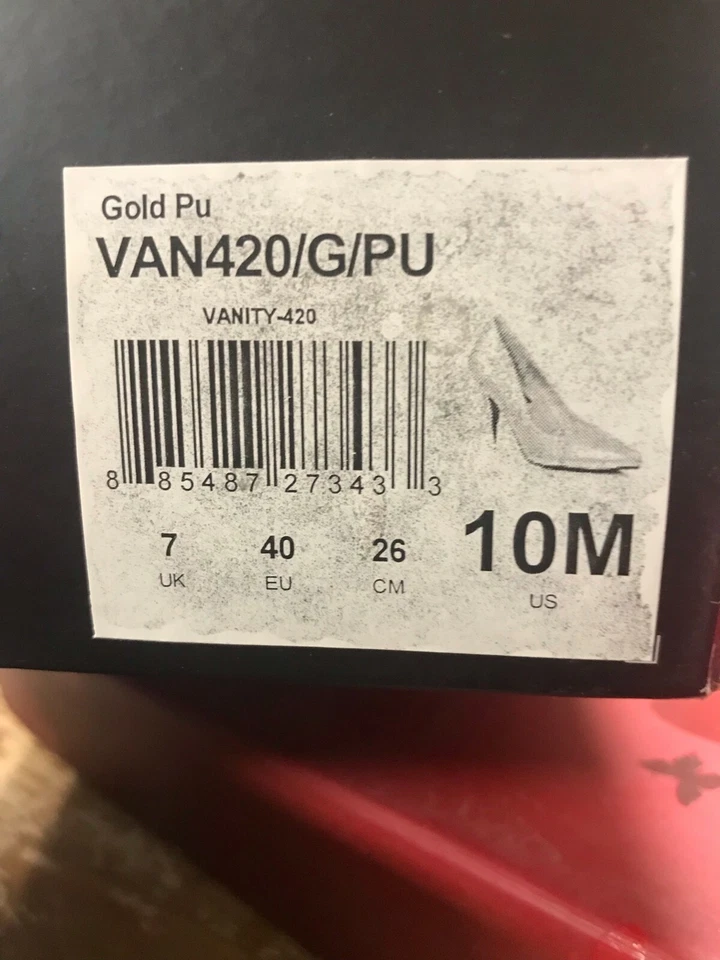 Gold Pu
VAN420/G/PU
VANITY-420
8 85487 27343 3
7 40 26 10M
UK EU CM US